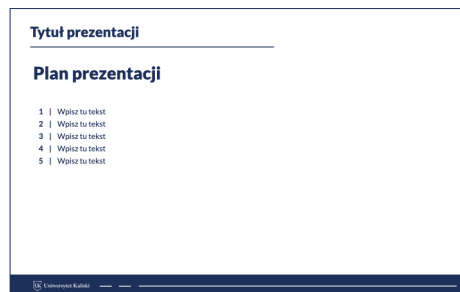 Tytuł prezentacji
Plan prezentacji
1 | Wpisz tu tekst
2 | Wpisz tu tekst
3 | Wpisz tu tekst
4 | Wpisz tu tekst
5 | Wpisz tu tekst
UK Uniwersytet Kaliski